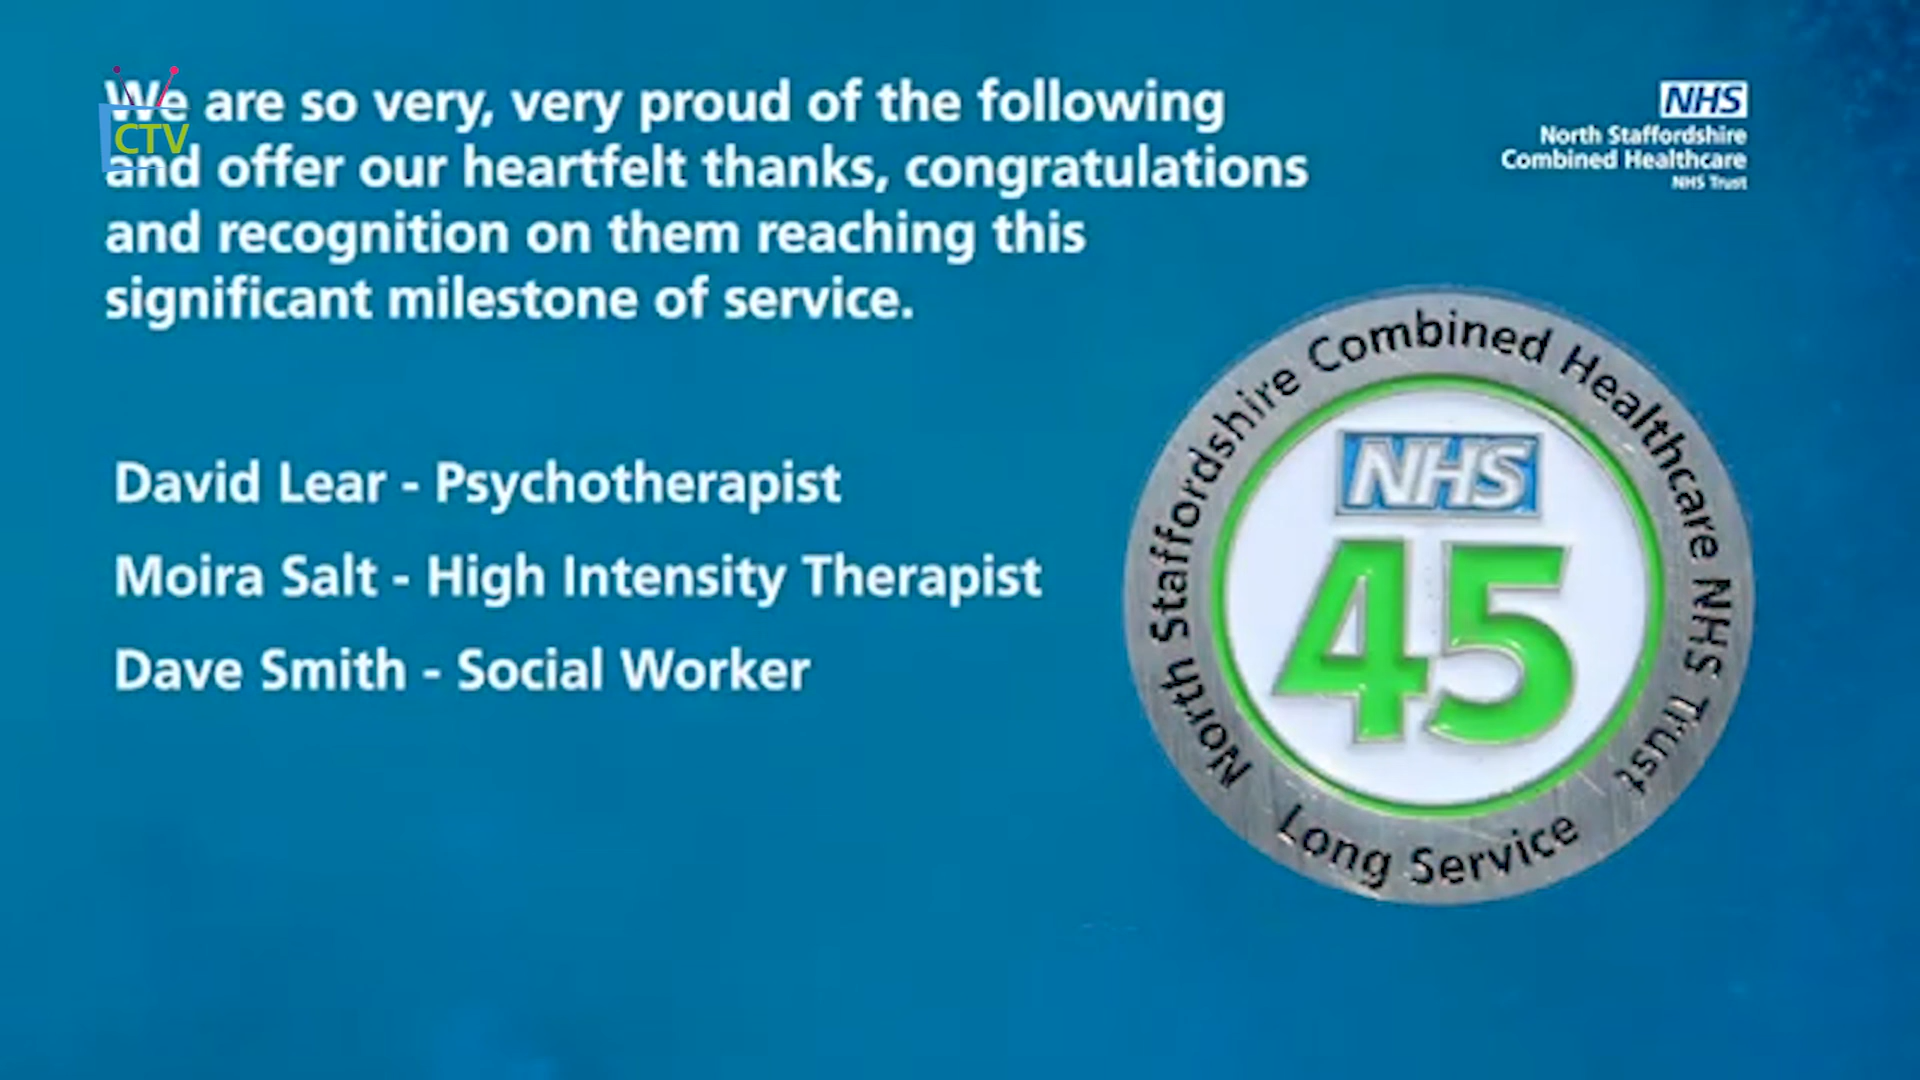 We are so very, very proud of the following
and offer our heartfelt thanks, congratulations
and recognition on them reaching this
significant milestone of service.
CTV
NHS
North Staffordshire
Combined Healthcare
NHS Trust
David Lear - Psychotherapist
Moira Salt - High Intensity Therapist
Dave Smith - Social Worker
North Staffordshire Combined Healthcare NHS Trust
NHS
45
Long Service